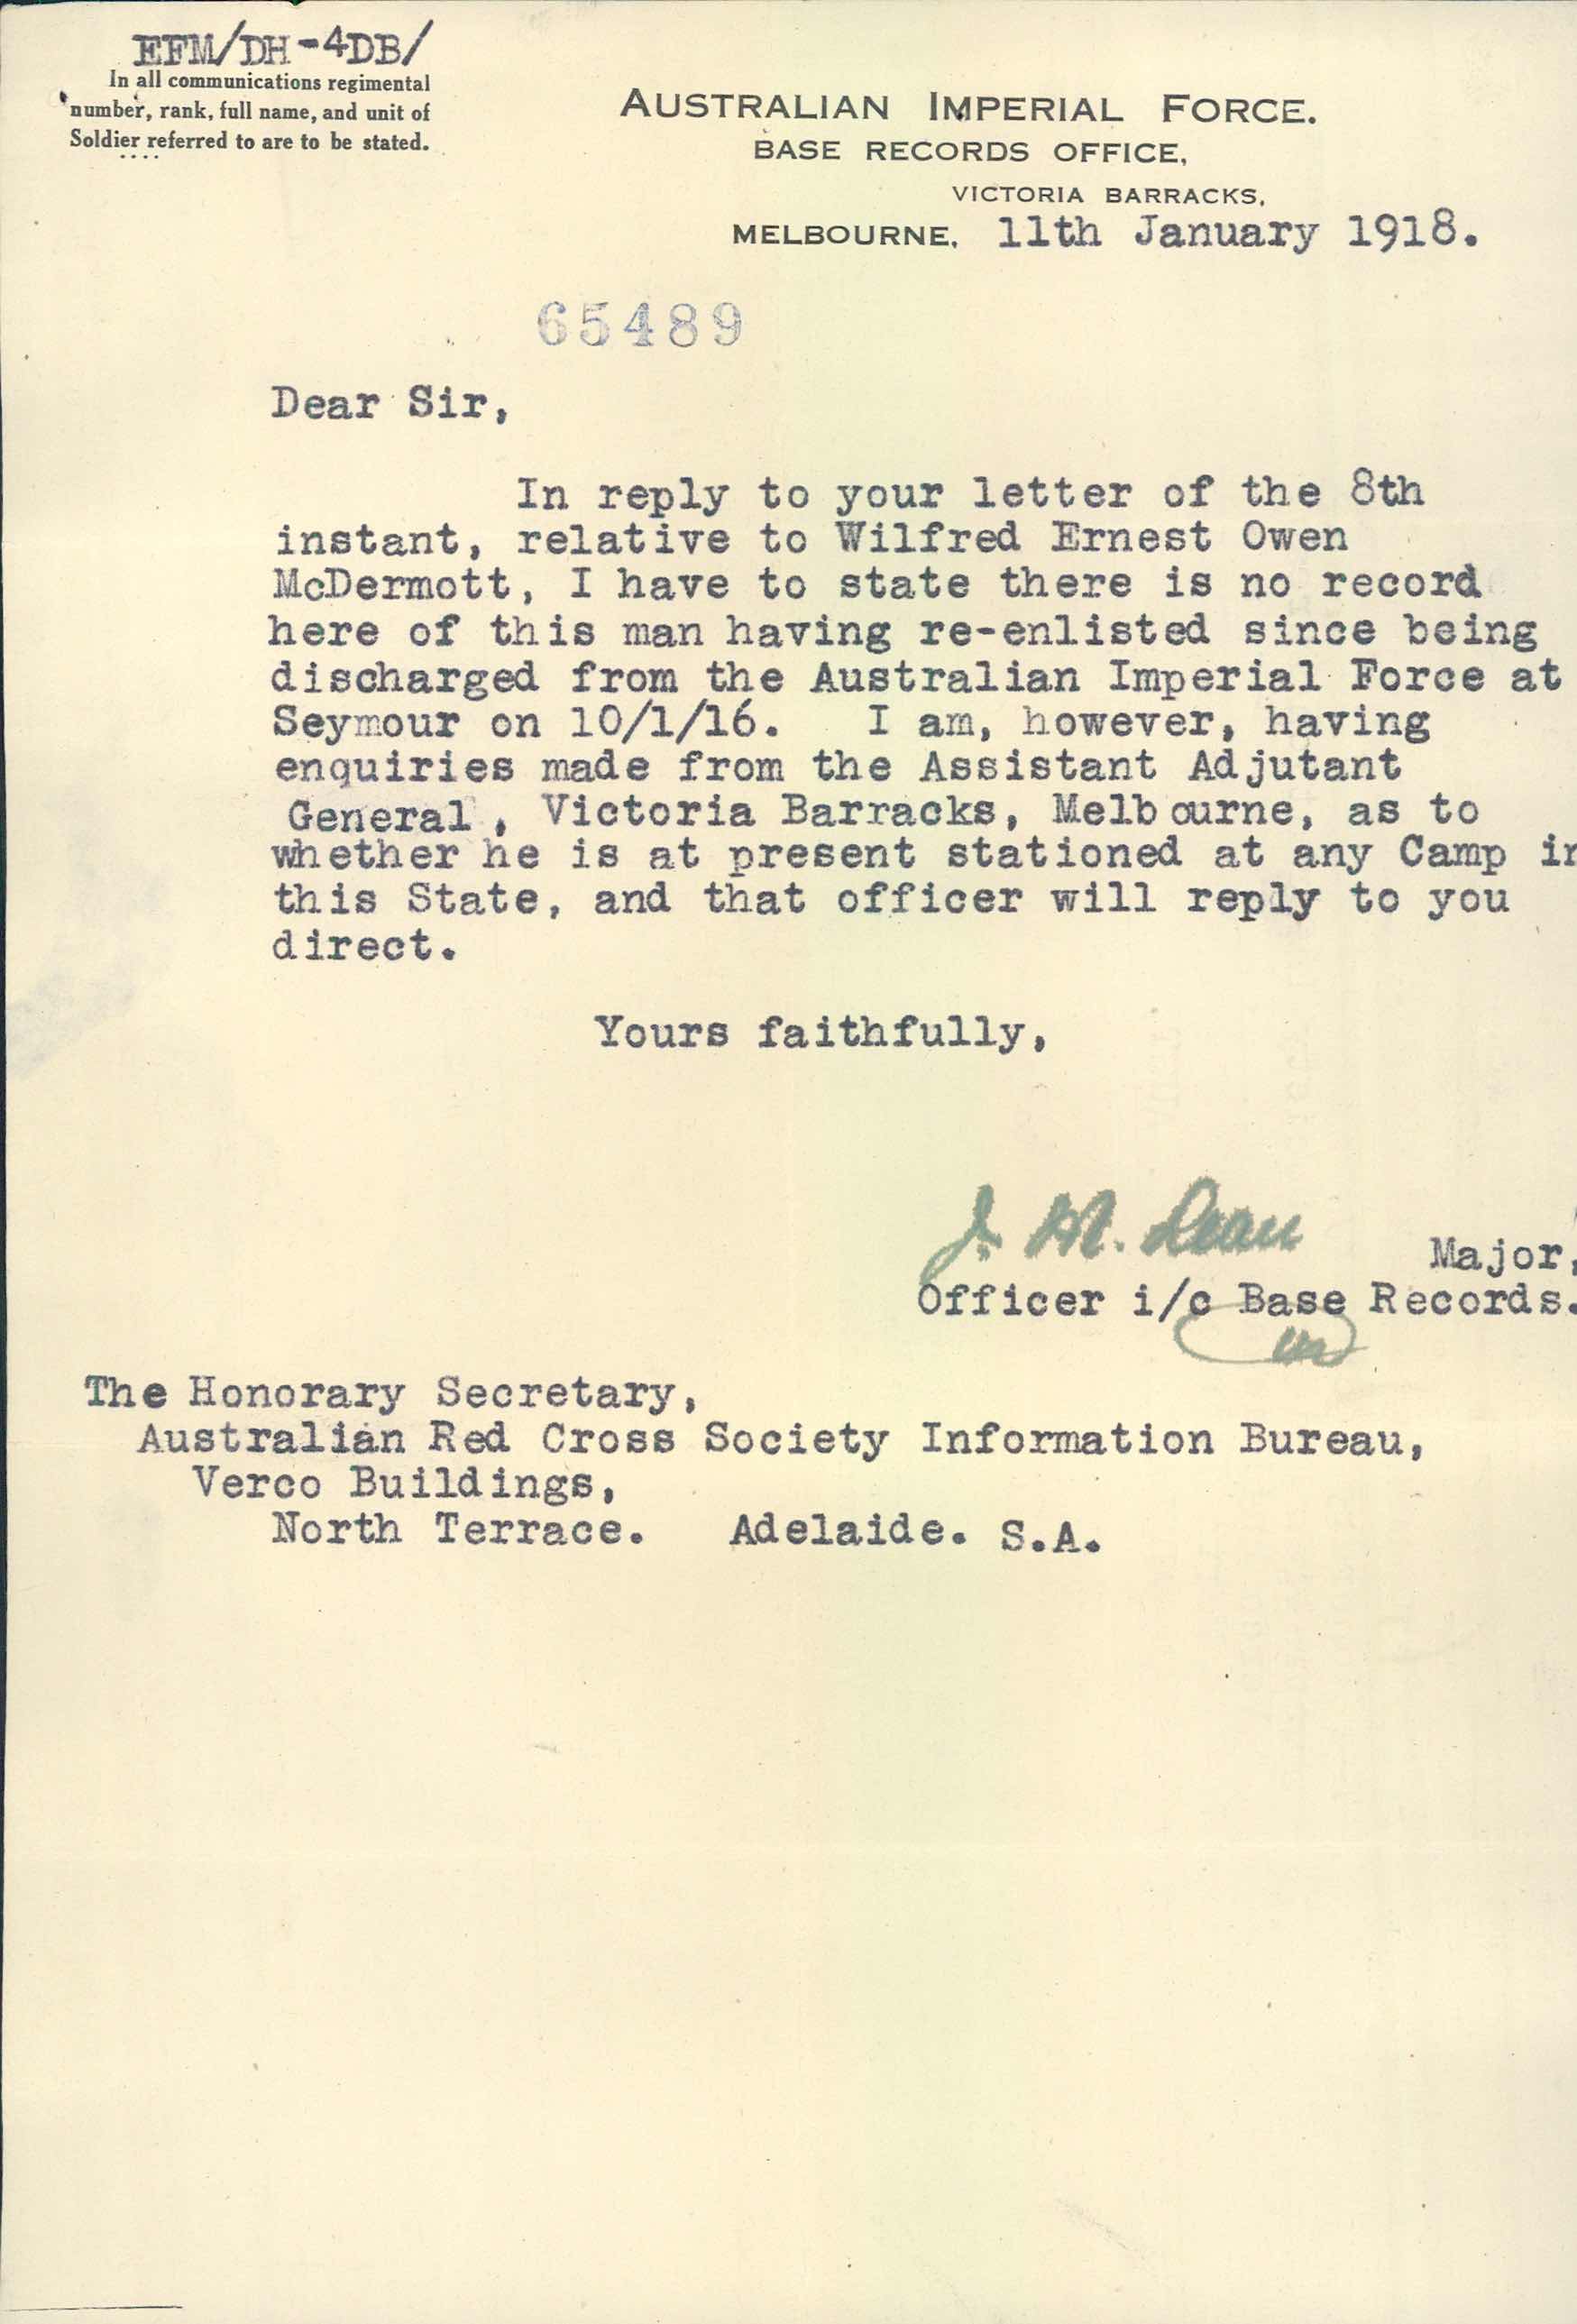 EFM/DH-4DB/
In all communications regimental
number, rank, full name, and unit of
Soldier referred to are to be stated.
AUSTRALIAN IMPERIAL FORCE.
BASE RECORDS OFFICE,
VICTORIA BARRACKS,
MELBOURNE, 11th January 1918.
65489
Dear Sir,
In reply to your letter of the 8th
instant, relative to Wilfred Ernest Owen
McDermott, I have to state there is no record
here of this man having re-enlisted since being
discharged from the Australian Imperial Force at
Seymour on 10/1/16. I am, however, having
enquiries made from the Assistant Adjutant
General, Victoria Barracks, Melbourne, as to
whether he is at present stationed at any Camp in
this State, and that officer will reply to you
direct.
Yours faithfully,
J. M. Lean Major,
Officer i/c Base Records.
The Honorary Secretary,
Australian Red Cross Society Information Bureau,
Verco Buildings,
North Terrace. Adelaide. S.A.